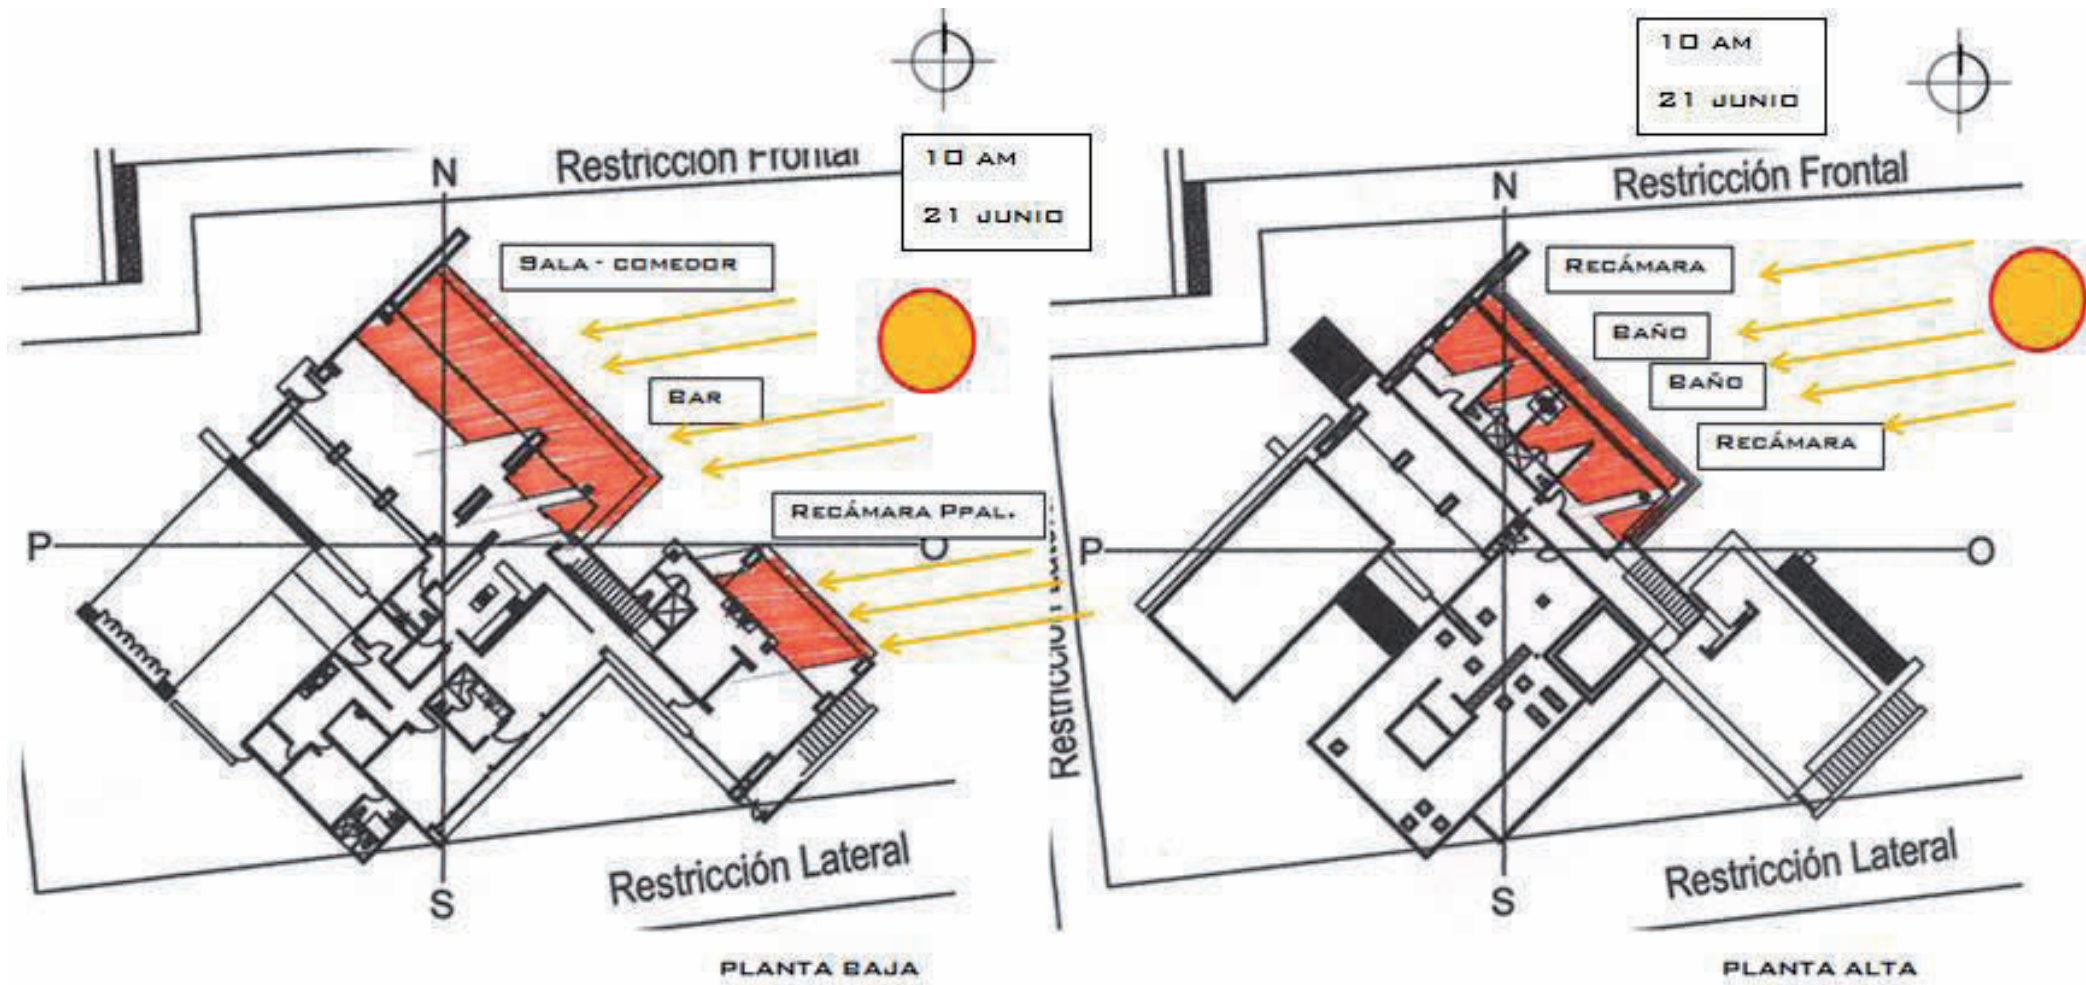 10 AM
21 JUNIO
N
Restricción Frontal
SALA - COMEDOR
BAR
RECÁMARA PPAL.
P
O
S
Restricción Lateral
PLANTA BAJA
10 AM
21 JUNIO
N
Restricción Frontal
RECÁMARA
BAÑO
BAÑO
RECÁMARA
P
O
Restricción
S
Restricción Lateral
PLANTA ALTA